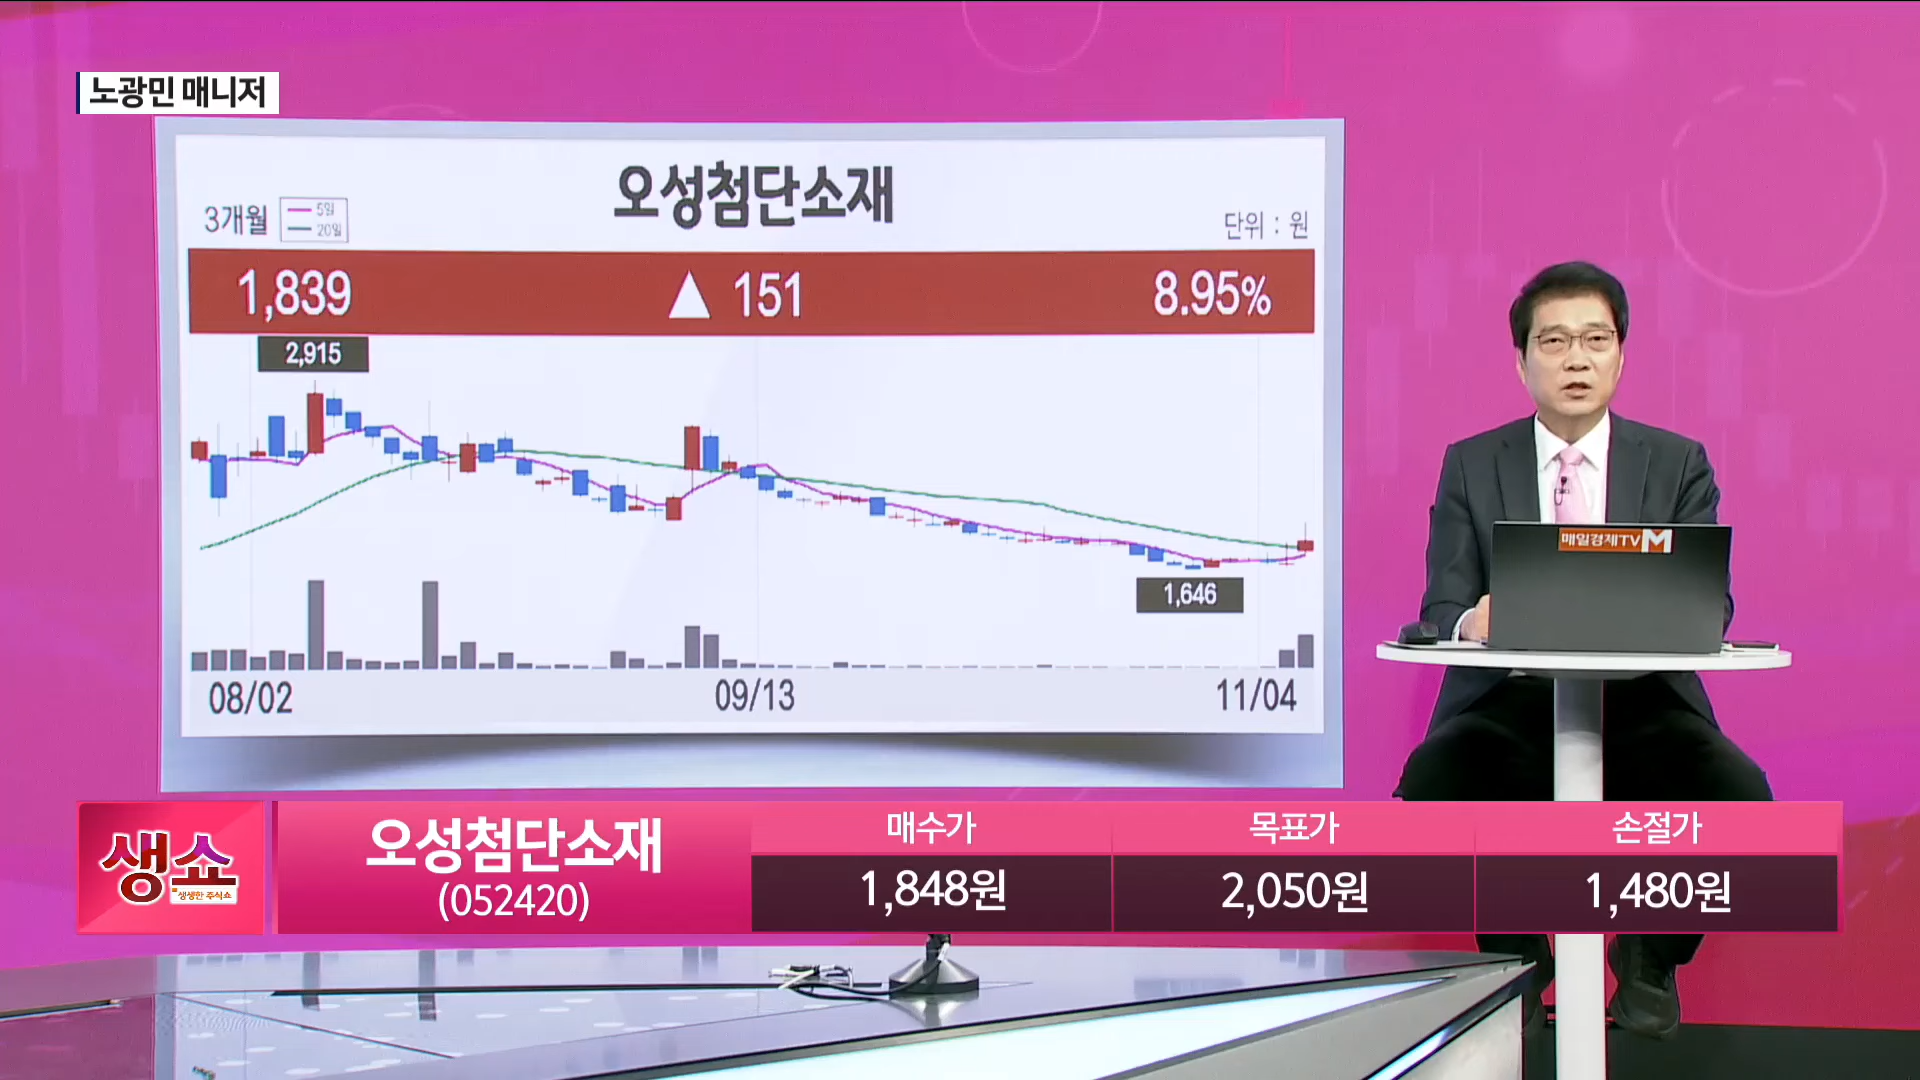 노광민 매니저
오성첨단소재
3개월
5일
20일
단위 : 원
1,839 ▲ 151 8.95%
2,915
1,646
08/02 09/13 11/04
매일경제TV M
생쇼
생생한 주식쇼
오성첨단소재
(052420)
매수가 목표가 손절가
1,848원 2,050원 1,480원